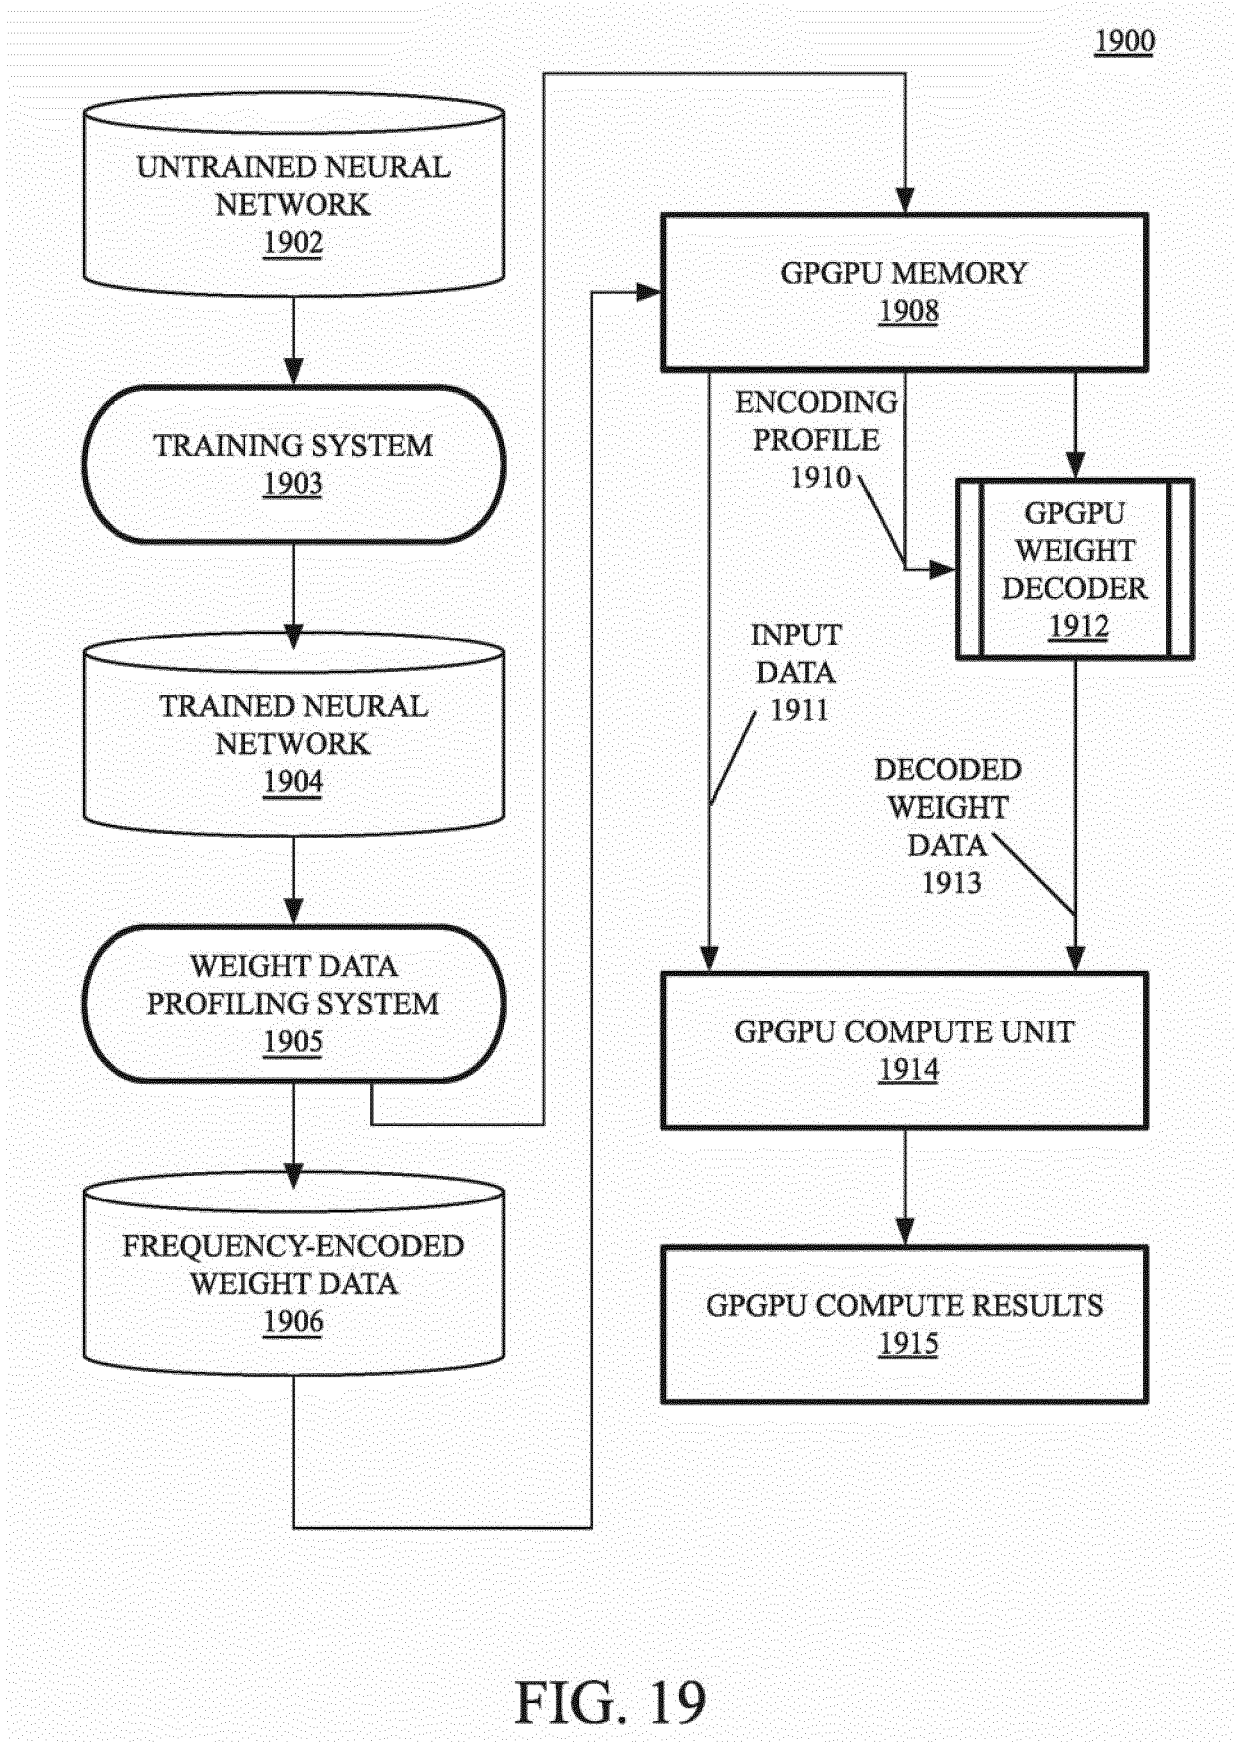 1900
UNTRAINED NEURAL
NETWORK
1902
TRAINING SYSTEM
1903
TRAINED NEURAL
NETWORK
1904
WEIGHT DATA
PROFILING SYSTEM
1905
FREQUENCY-ENCODED
WEIGHT DATA
1906
GPGPU MEMORY
1908
ENCODING
PROFILE
1910
GPGPU
WEIGHT
DECODER
1912
INPUT
DATA
1911
DECODED
WEIGHT
DATA
1913
GPGPU COMPUTE UNIT
1914
GPGPU COMPUTE RESULTS
1915
FIG. 19